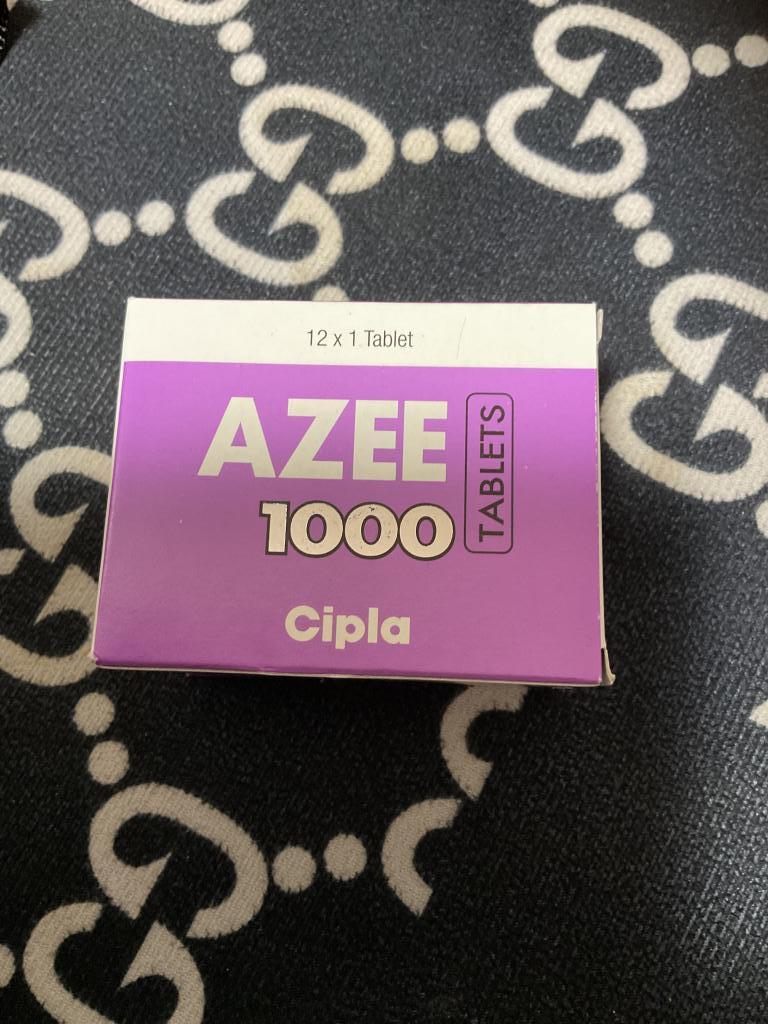 12 x 1 Tablet
AZEE
1000
TABLETS
Cipla